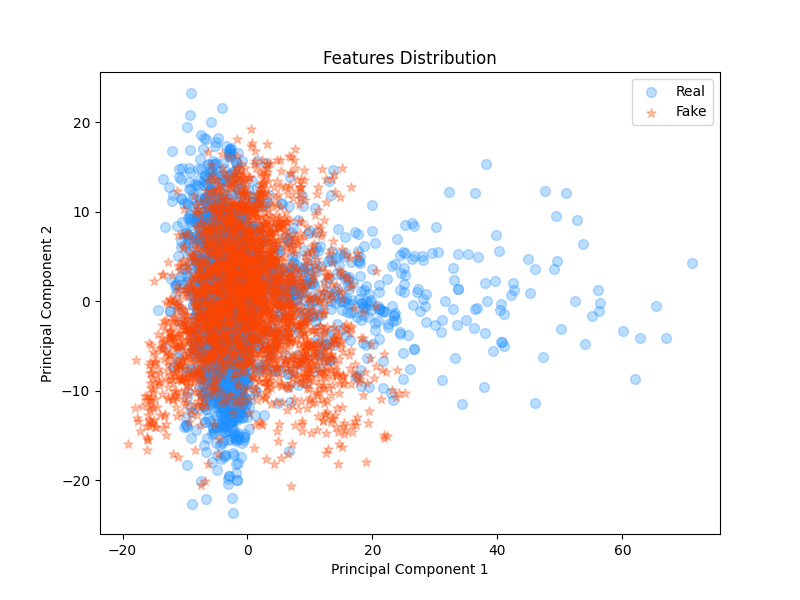 Features Distribution
Real
Fake
Principal Component 2
20
10
0
−10
−20
−20
0
20
40
60
Principal Component 1